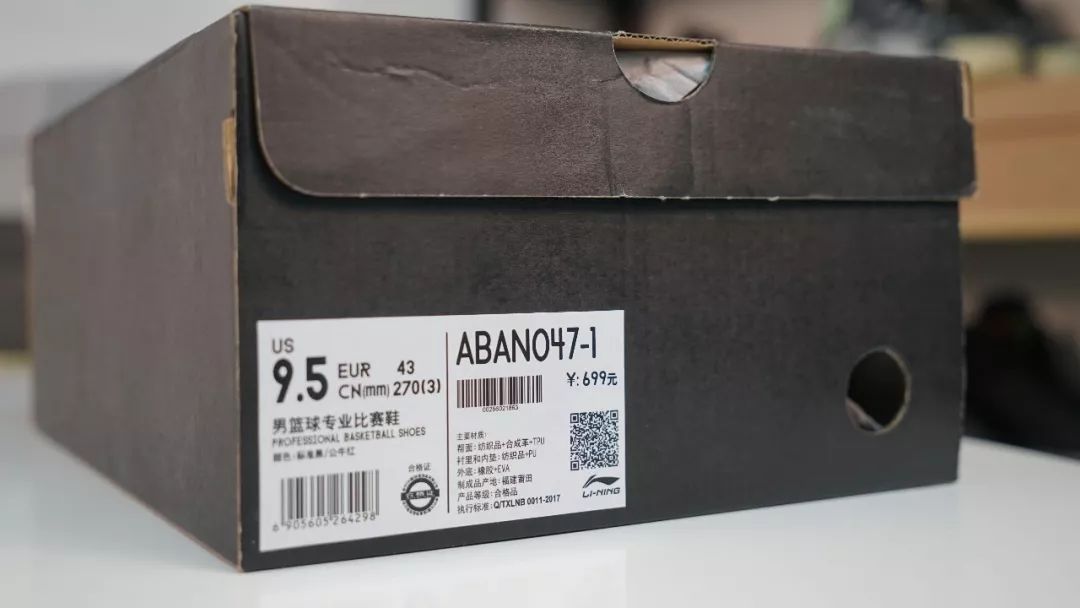 US
9.5 EUR 43
CN(mm) 270(3)
男篮球专业比赛鞋
PROFESSIONAL BASKETBALL SHOES
颜色:标准黑/公牛红
合格证
6905605264298
ABAN047-1
¥:699元
主要材质:
帮面:纺织品+合成革+TPU
衬里和内垫:纺织品+PU
外底:橡胶+EVA
制成品产地:福建莆田
产品等级:合格品
执行标准:Q/TXLNB 0011-2017
LI-NING